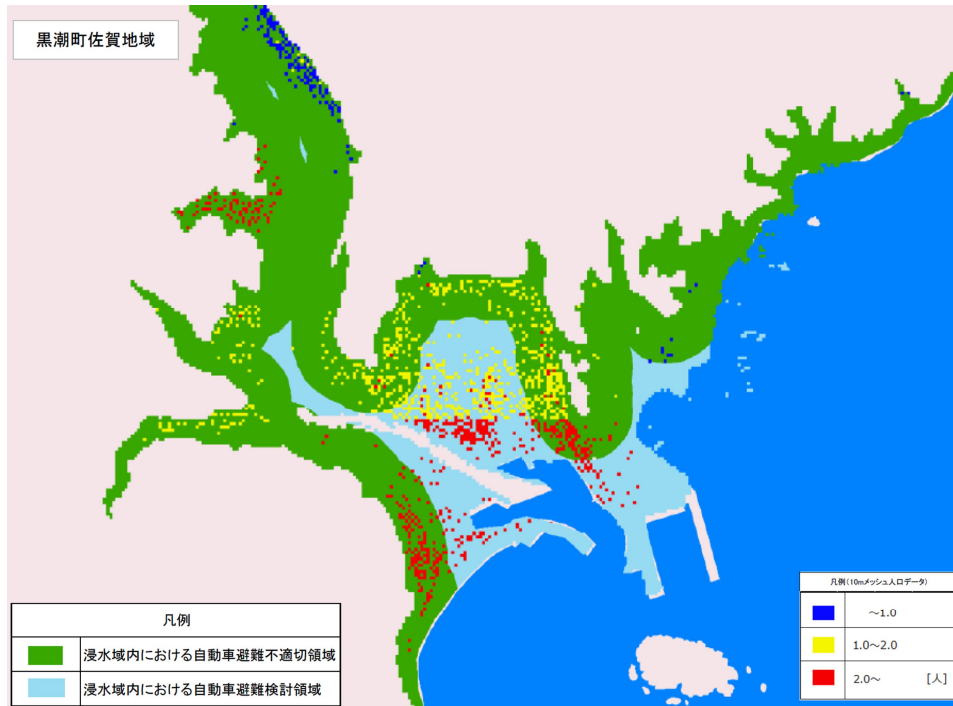 黒潮町佐賀地域
凡例
浸水域内における自動車避難不適切領域
浸水域内における自動車避難検討領域
凡例(10mメッシュ人口データ)
～1.0
1.0～2.0
2.0～ [人]